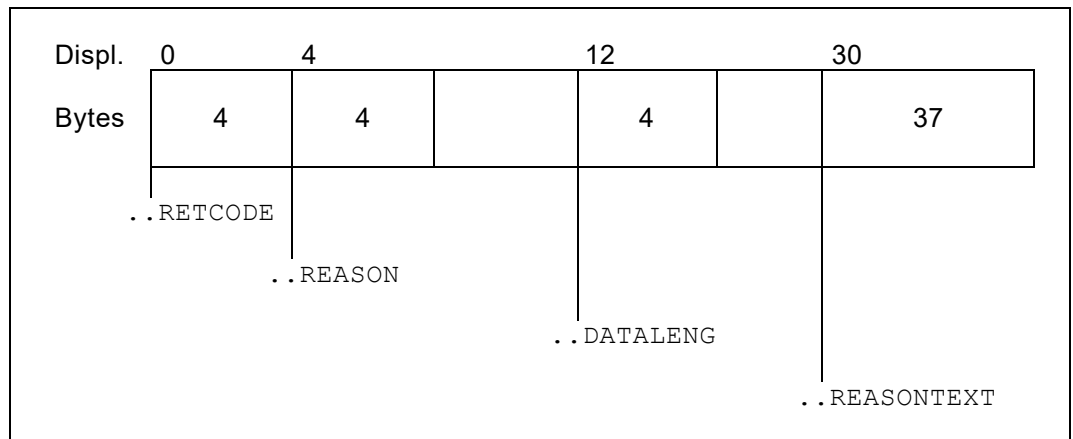 Displ. 0 4 12 30
Bytes 4 4 4 37
..RETCODE
..REASON
..DATALENG
..REASONTEXT